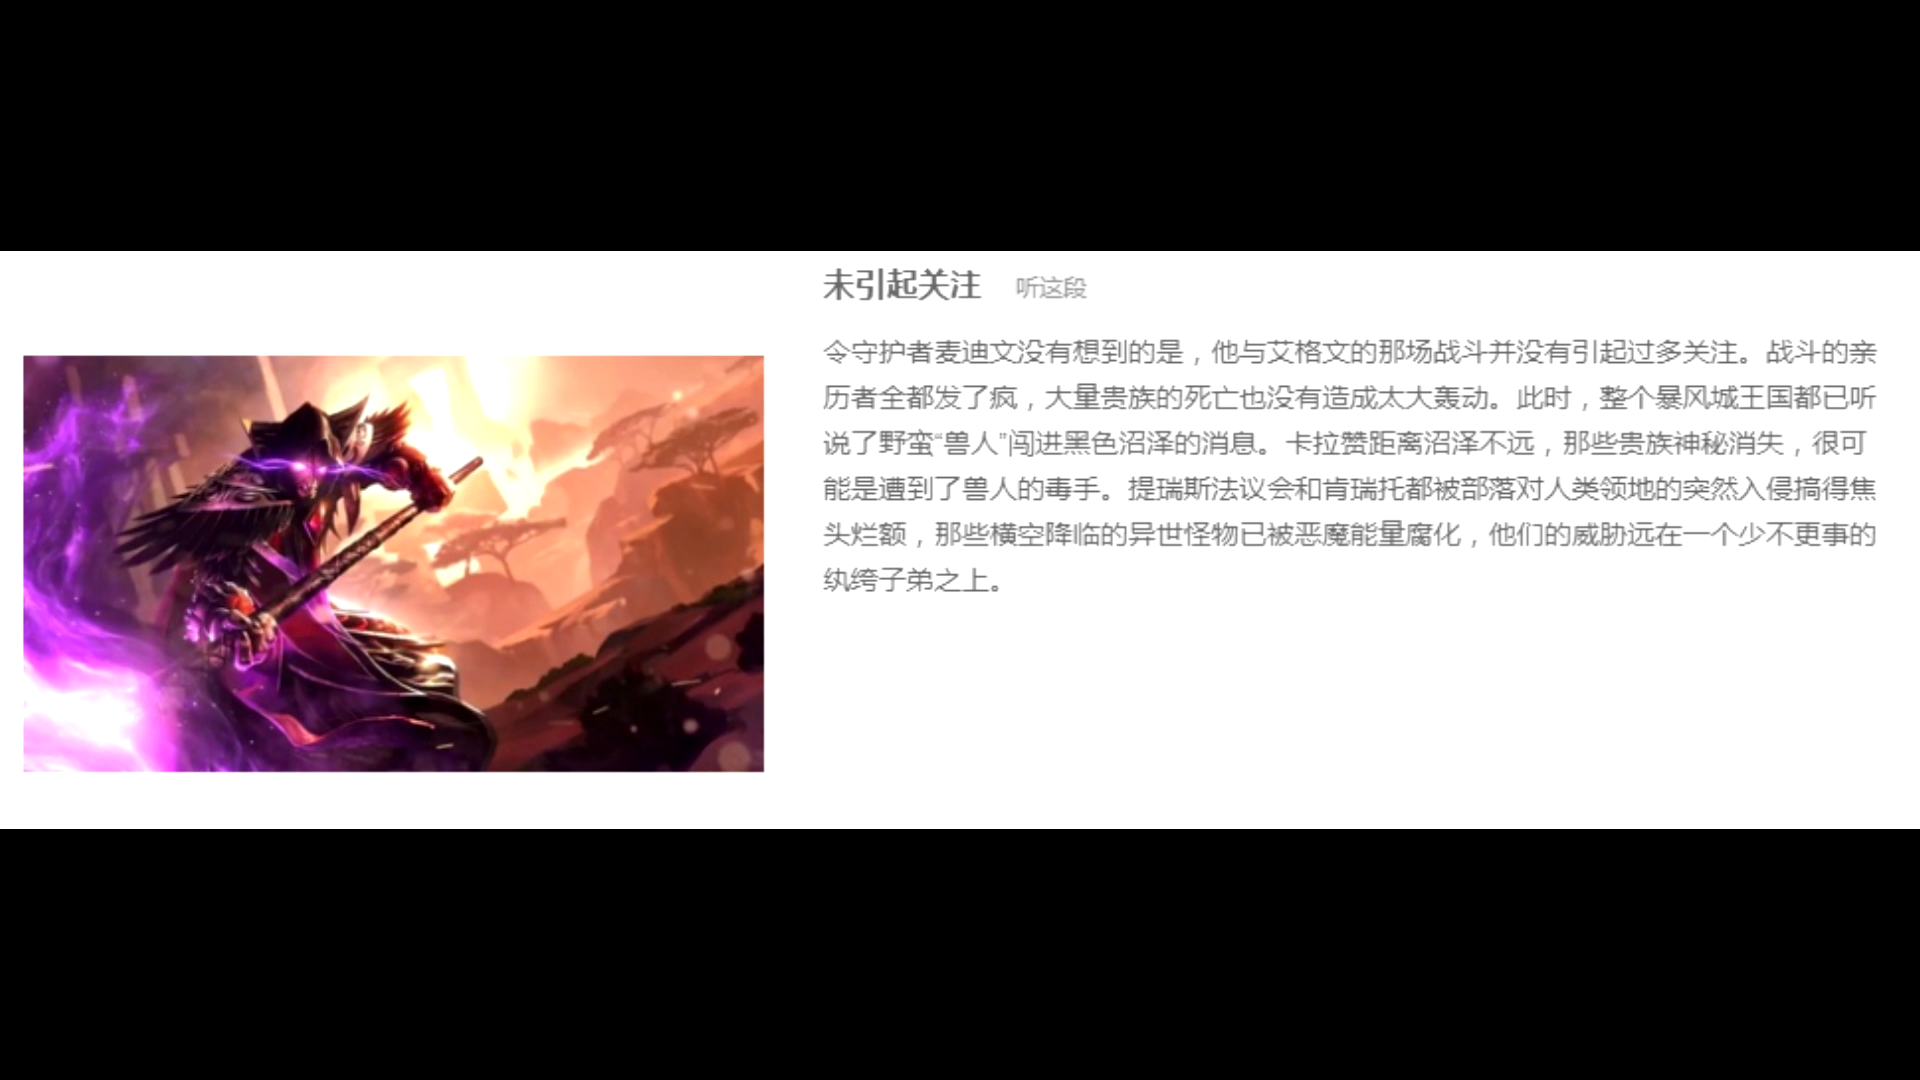 未引起关注 听这段
令守护者麦迪文没有想到的是，他与艾格文的那场战斗并没有引起过多关注。战斗的亲
历者全都发了疯，大量贵族的死亡也没有造成太大轰动。此时，整个暴风城王国都已听
说了野蛮“兽人”闯进黑色沼泽的消息。卡拉赞距离沼泽不远，那些贵族神秘消失，很可
能是遭到了兽人的毒手。提瑞斯法议会和肯瑞托都被部落对人类领地的突然入侵搞得焦
头烂额，那些横空降临的异世怪物已被恶魔能量腐化，他们的威胁远在一个少不更事的
纨绔子弟之上。